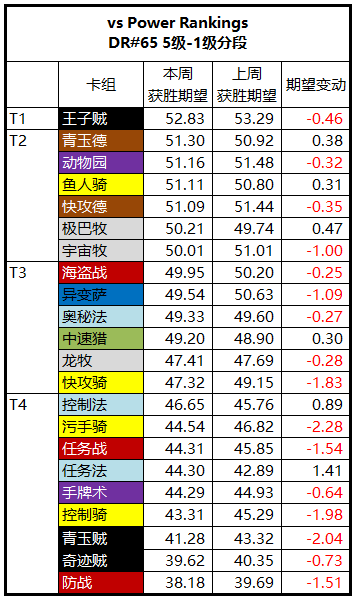 vs Power Rankings
DR#65 5级-1级分段
卡组 本周获胜期望 上周获胜期望 期望变动
T1 王子贼 52.83 53.29 -0.46
T2 青玉德 51.30 50.92 0.38
动物园 51.16 51.48 -0.32
鱼人骑 51.11 50.80 0.31
快攻德 51.09 51.44 -0.35
极巴牧 50.21 49.74 0.47
宇宙牧 50.01 51.01 -1.00
T3 海盗战 49.95 50.20 -0.25
异变萨 49.54 50.63 -1.09
奥秘法 49.33 49.60 -0.27
中速猎 49.20 48.90 0.30
龙牧 47.41 47.69 -0.28
快攻骑 47.32 49.15 -1.83
T4 控制法 46.65 45.76 0.89
污手骑 44.54 46.82 -2.28
任务战 44.31 45.85 -1.54
任务法 44.30 42.89 1.41
手牌术 44.29 44.93 -0.64
控制骑 43.31 45.29 -1.98
青玉贼 41.28 43.32 -2.04
奇迹贼 39.62 40.35 -0.73
防战 38.18 39.69 -1.51